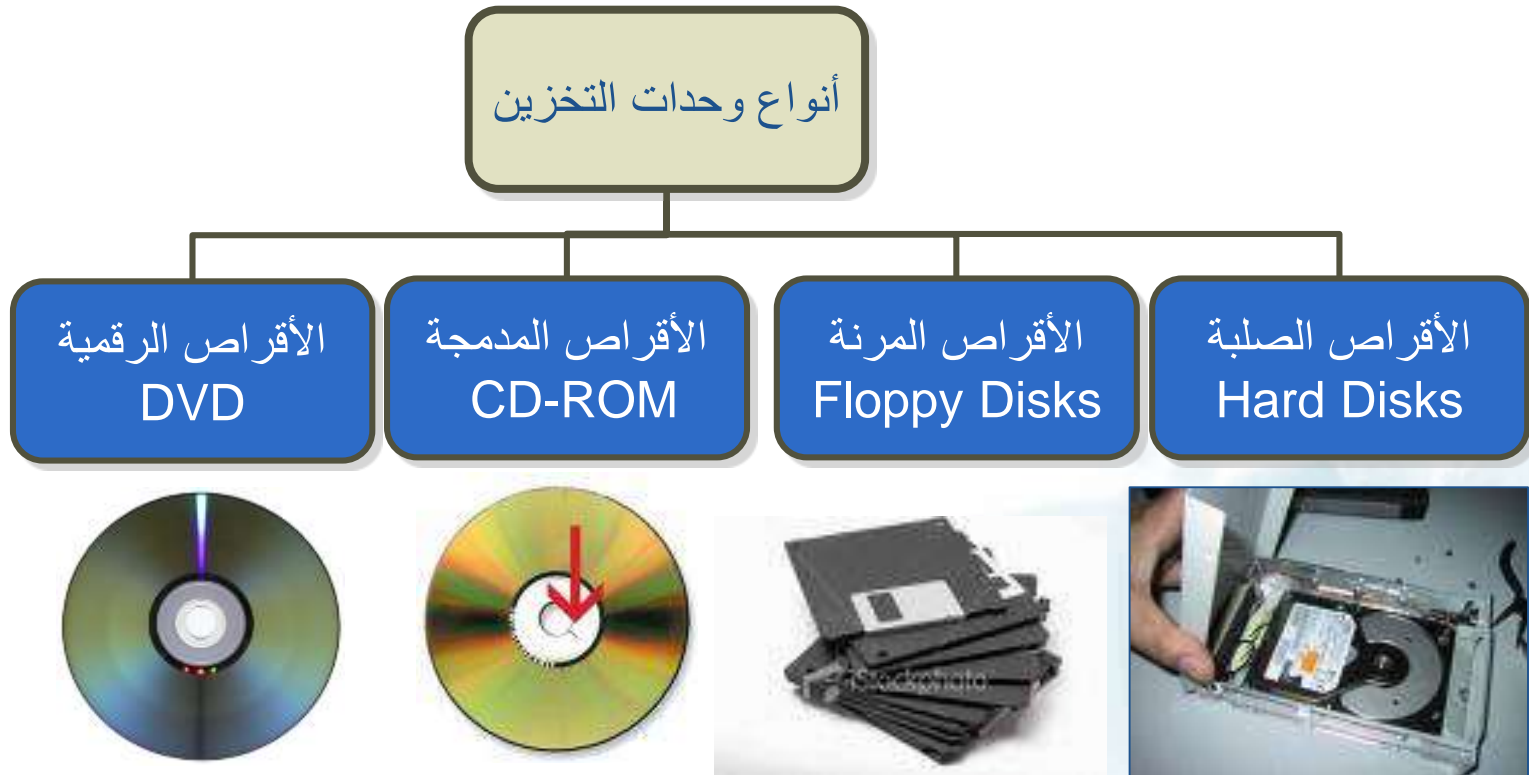 أنواع وحدات التخزين
الأقراص الصلبة
Hard Disks
الأقراص المرنة
Floppy Disks
الأقراص المدمجة
CD-ROM
الأقراص الرقمية
DVD
iStockphoto